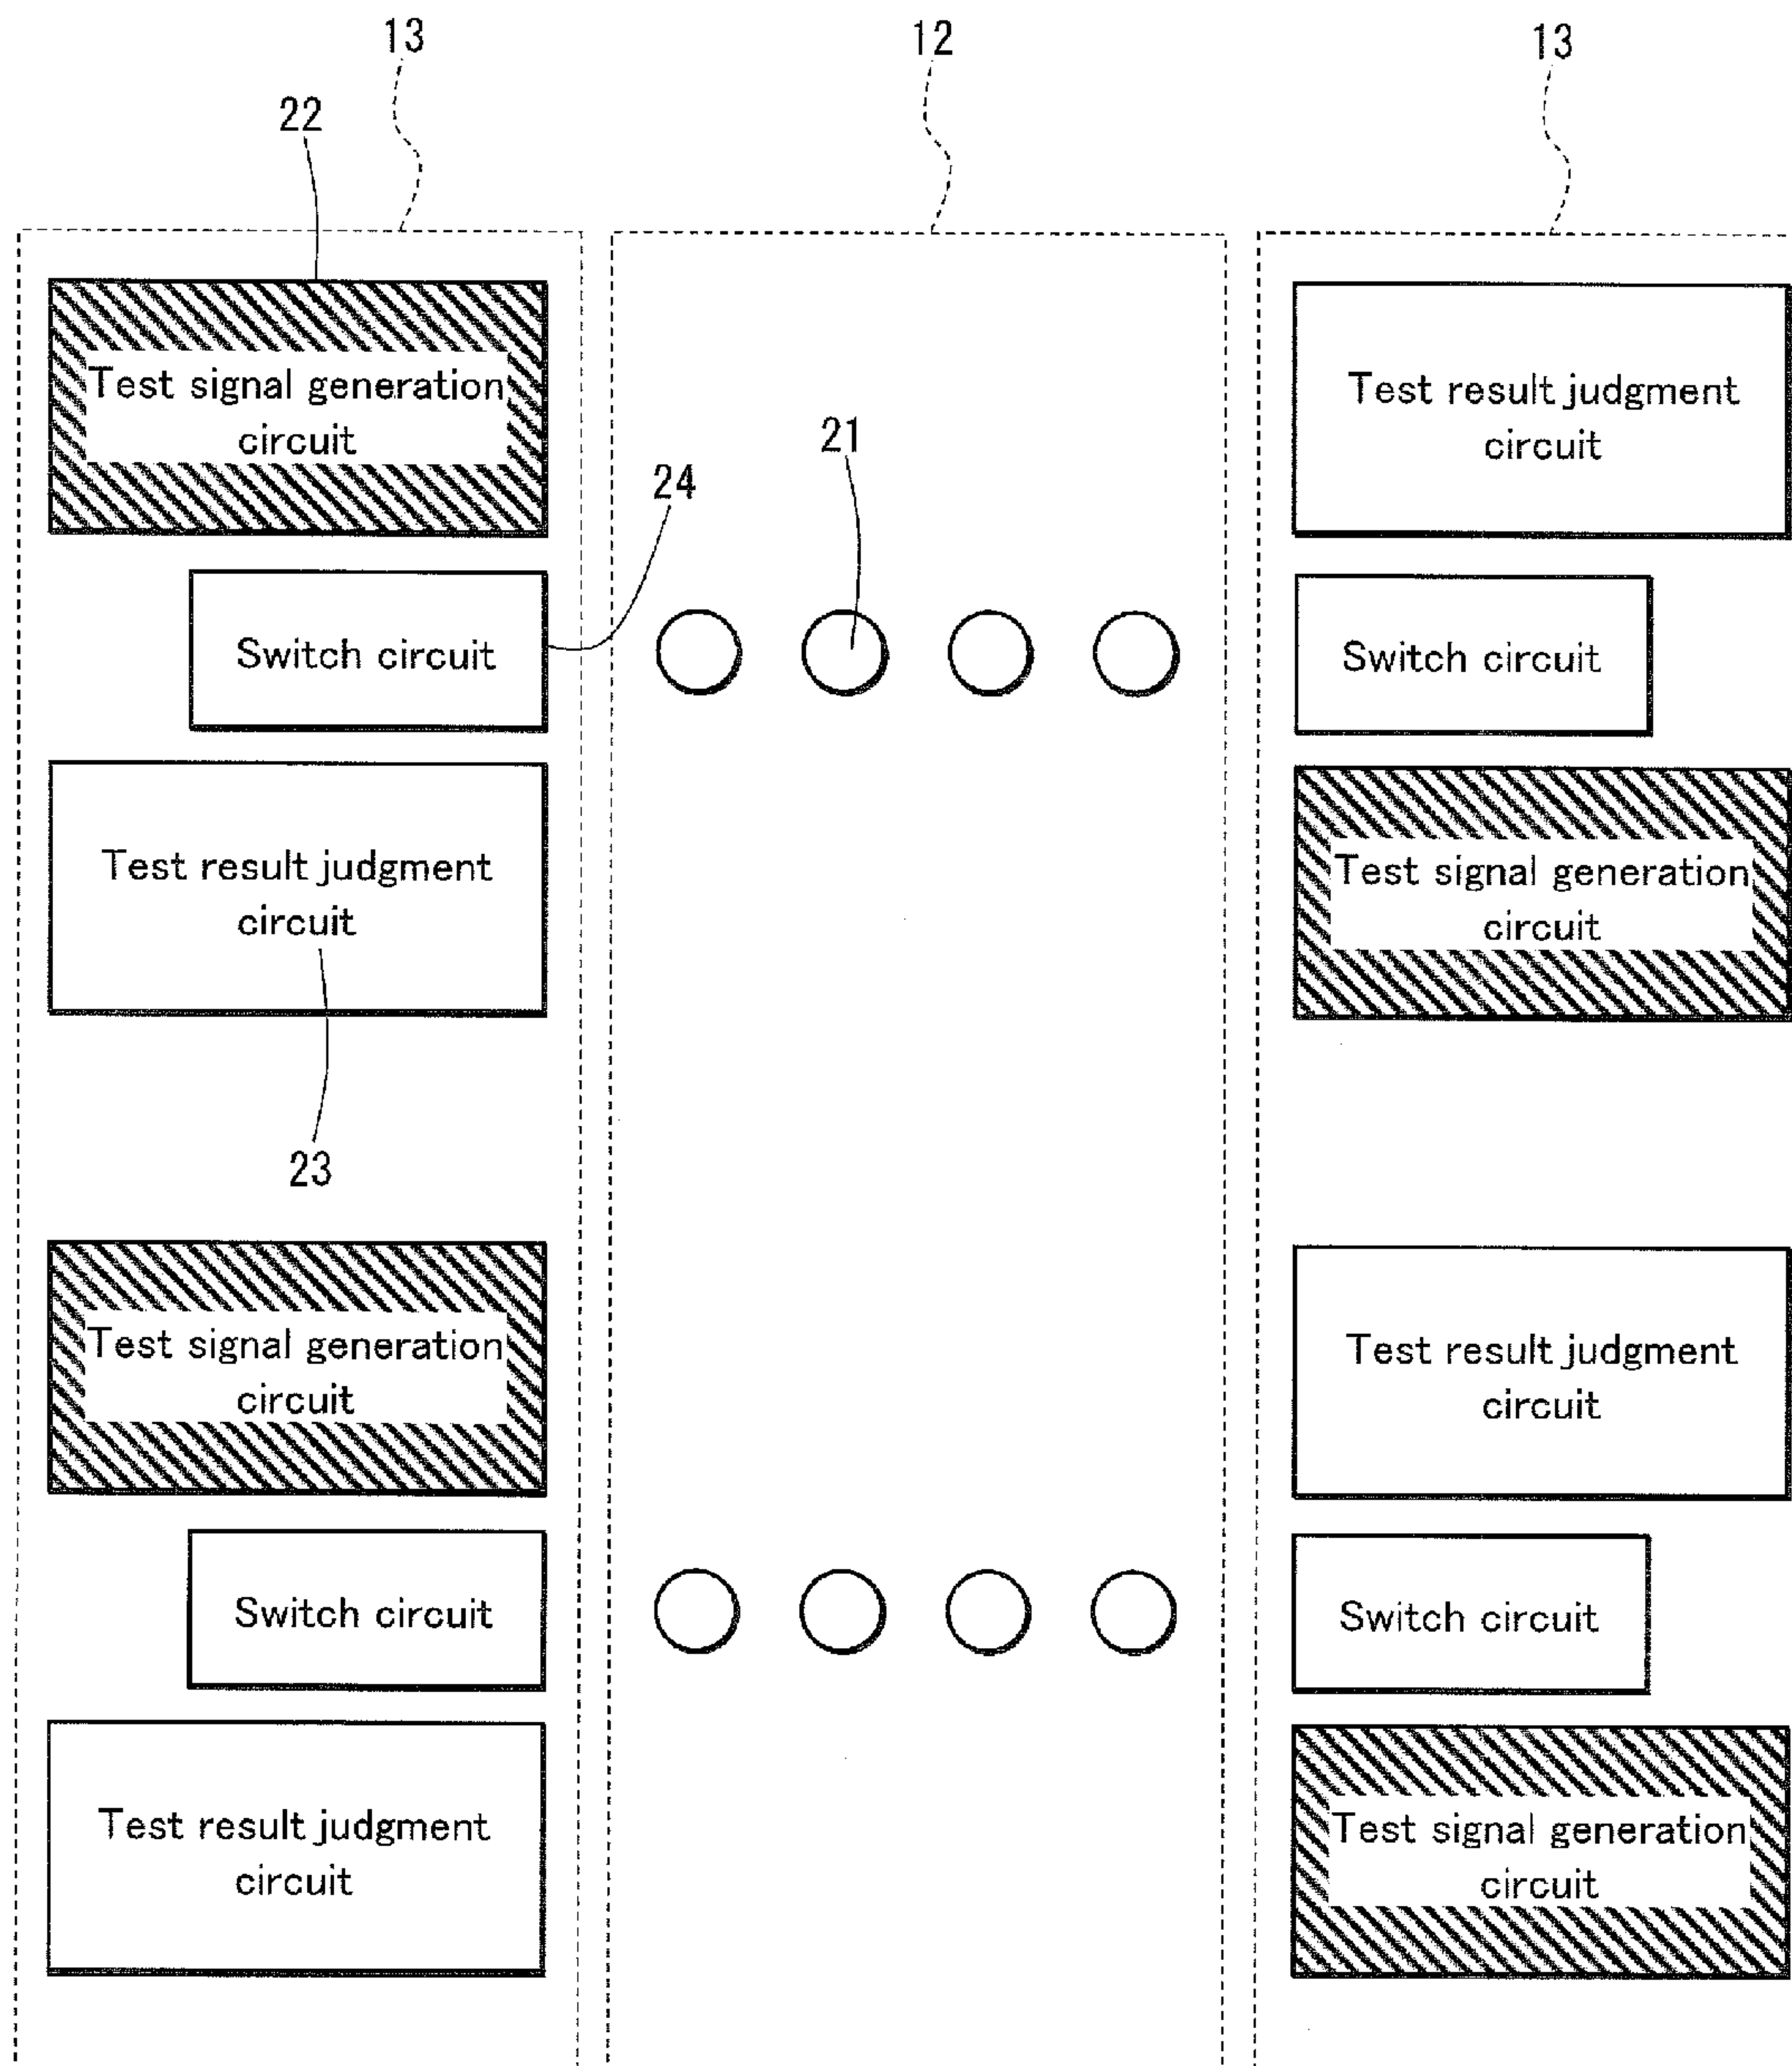 13
12
13
22
Test signal generation
circuit
Test result judgment
circuit
21
24
Switch circuit
Switch circuit
Test result judgment
circuit
Test signal generation
circuit
23
Test signal generation
circuit
Test result judgment
circuit
Switch circuit
Switch circuit
Test result judgment
circuit
Test signal generation
circuit